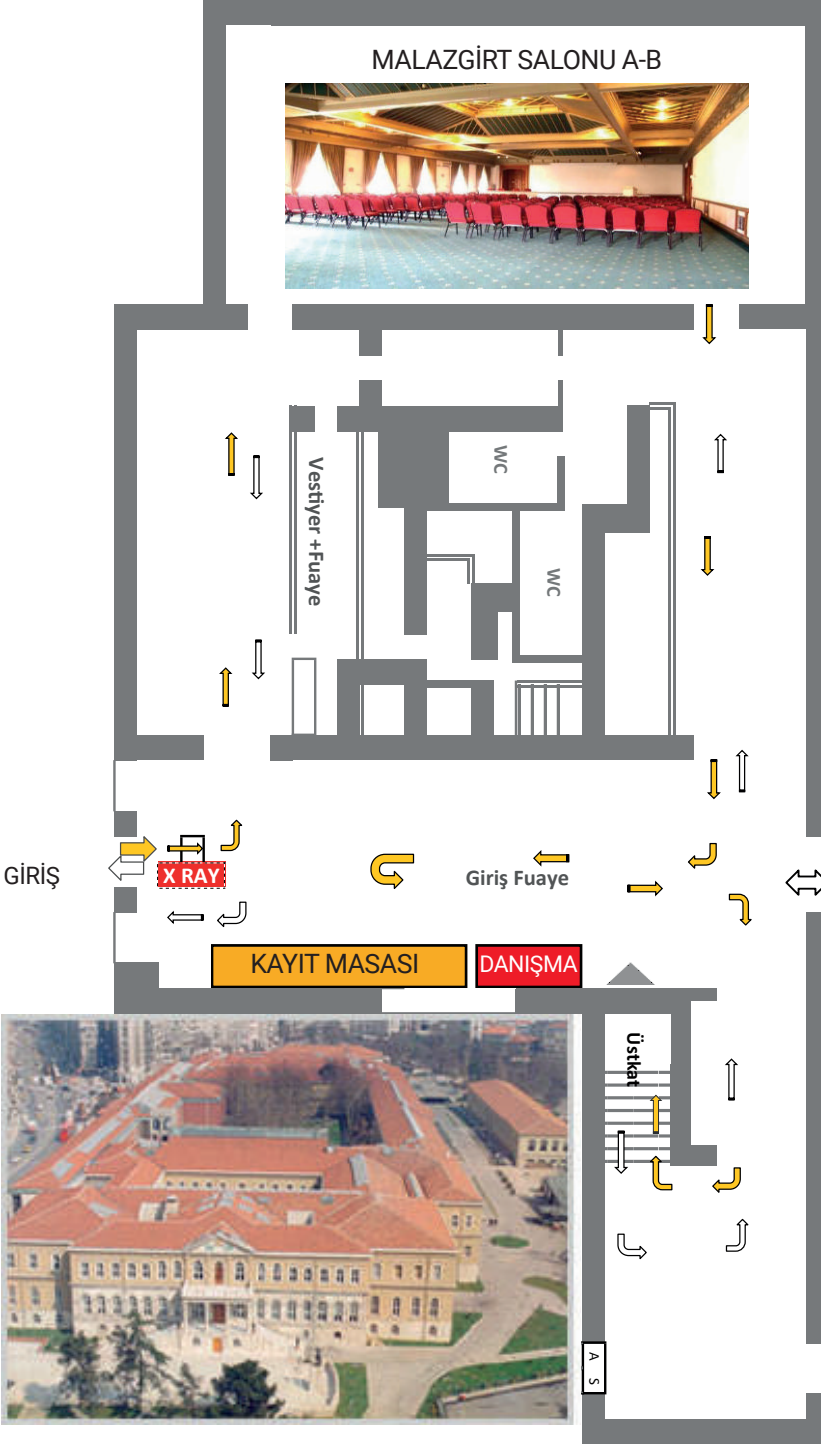 MALAZGİRT SALONU A-B
WC
Vestiyer +Fuaye
WC
GİRİŞ
X RAY
Giriş Fuaye
KAYIT MASASI
DANIŞMA
Üstkat
A S